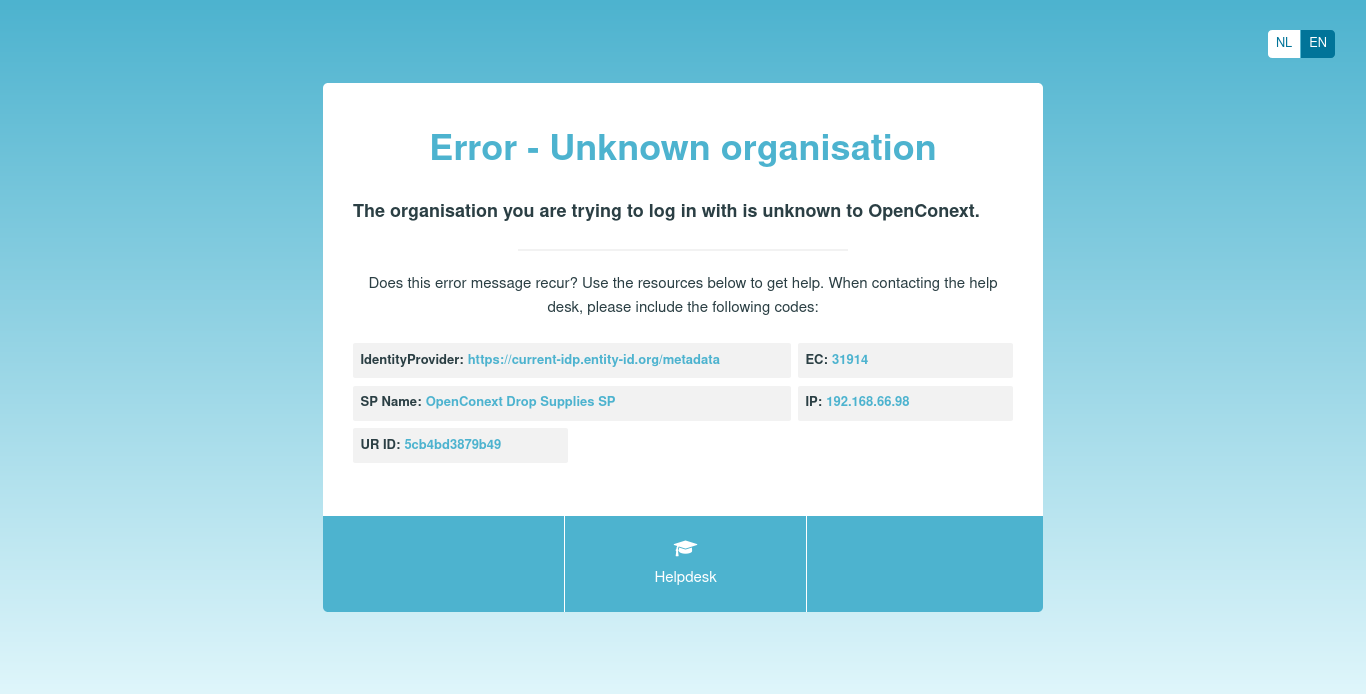 NL EN
Error - Unknown organisation
The organisation you are trying to log in with is unknown to OpenConext.
Does this error message recur? Use the resources below to get help. When contacting the help
desk, please include the following codes:
IdentityProvider: https://current-idp.entity-id.org/metadata
EC: 31914
SP Name: OpenConext Drop Supplies SP
IP: 192.168.66.98
UR ID: 5cb4bd3879b49
Helpdesk